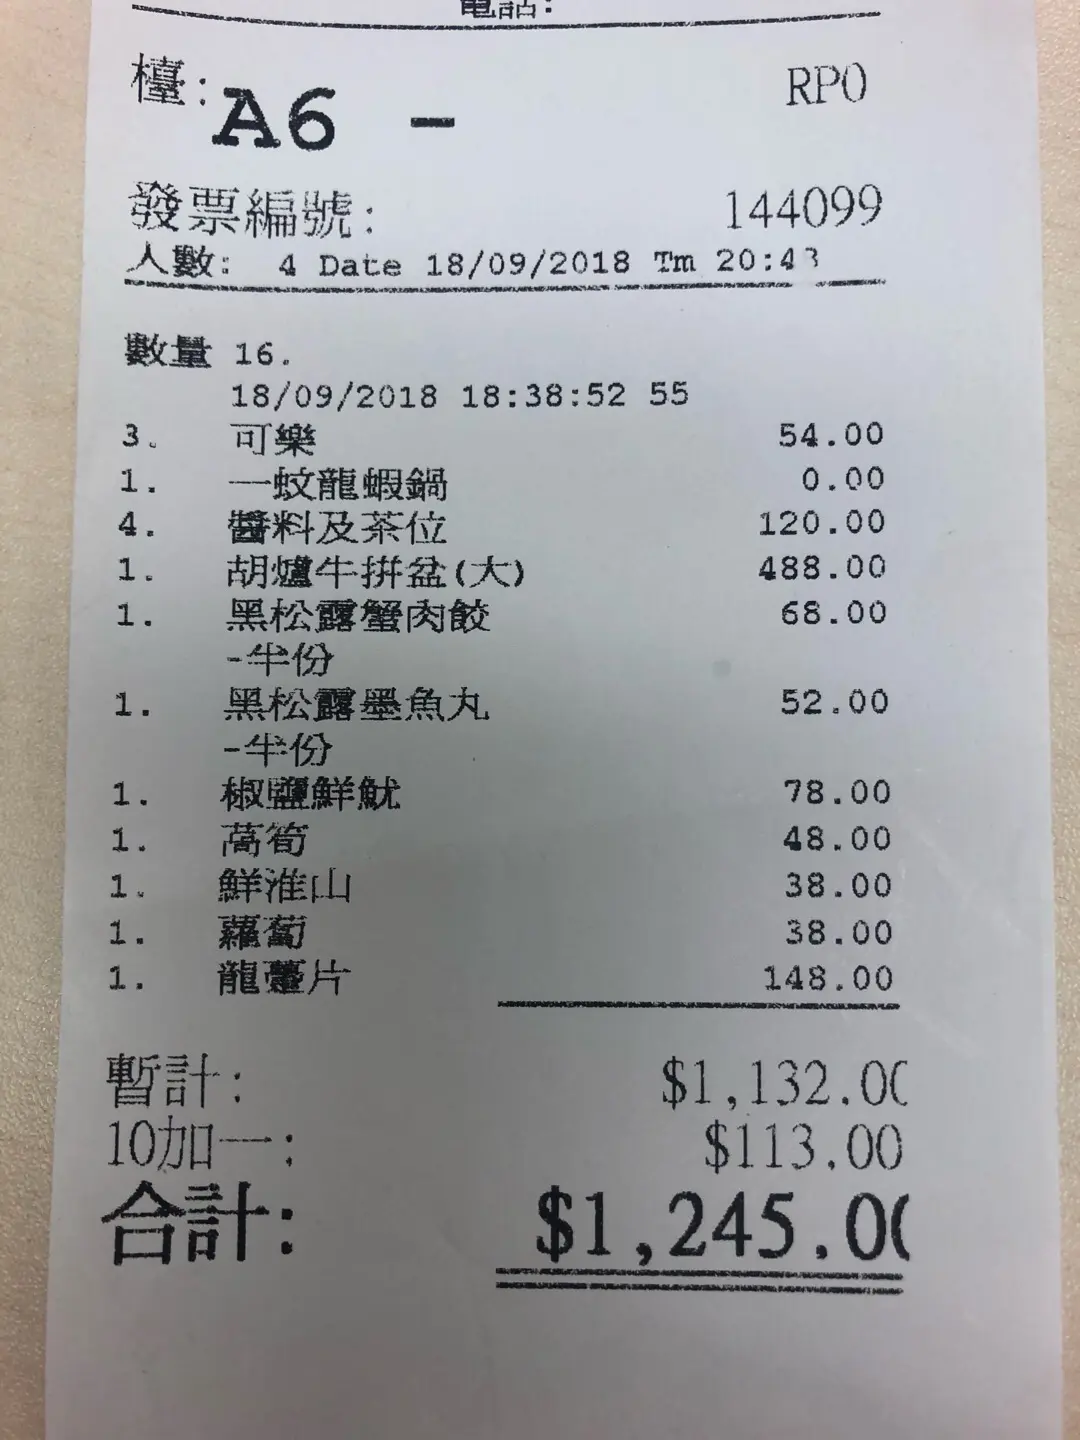 電話:
檯: A6 - RP0
發票編號: 144099
人數: 4 Date 18/09/2018 Tm 20:43
數量 16.
18/09/2018 18:38:52 55
3. 可樂 54.00
1. 一蚊龍蝦鍋 0.00
4. 醬料及茶位 120.00
1. 胡爐牛拼盆(大) 488.00
1. 黑松露蟹肉餃 68.00
-半份
1. 黑松露墨魚丸 52.00
-半份
1. 椒鹽鮮魷 78.00
1. 萵筍 48.00
1. 鮮淮山 38.00
1. 蘿蔔 38.00
1. 龍躉片 148.00
暫計: $1,132.00
10加一: $113.00
合計: $1,245.00